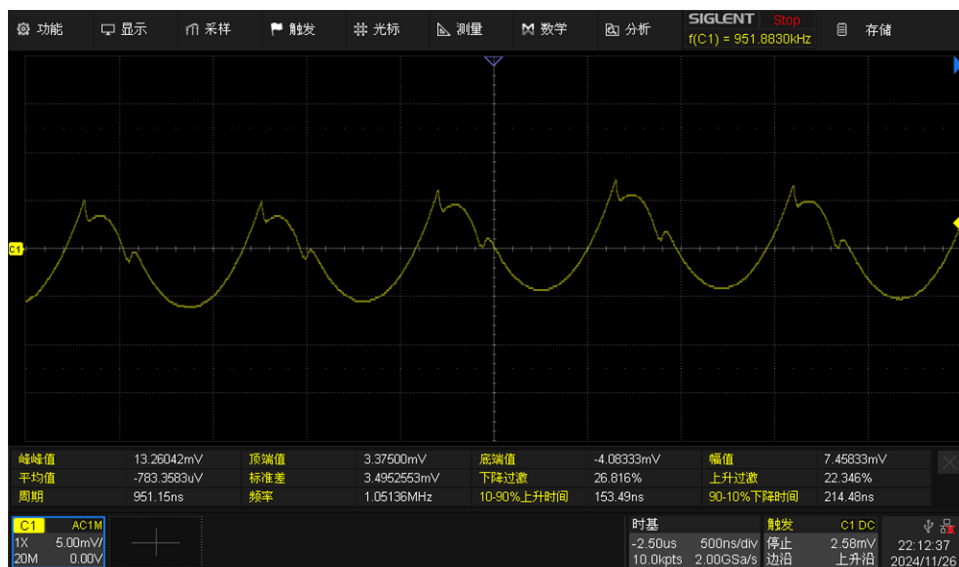 功能 显示 采样 触发 光标 测量 数学 分析 SIGLENT Stop 存储
f(C1) = 951.8830kHz
C1
峰峰值 13.26042mV 顶端值 3.37500mV 底端值 -4.08333mV 幅值 7.45833mV
平均值 -783.3583uV 标准差 3.4952553mV 下降过激 26.816% 上升过激 22.346%
周期 951.15ns 频率 1.05136MHz 10-90%上升时间 153.49ns 90-10%下降时间 214.48ns
C1 AC1M 时基 触发 C1 DC
1X 5.00mV/ -2.50us 500ns/div 停止 2.58mV 22:12:37
20M 0.00V 10.0kpts 2.00GSa/s 边沿 上升沿 2024/11/26